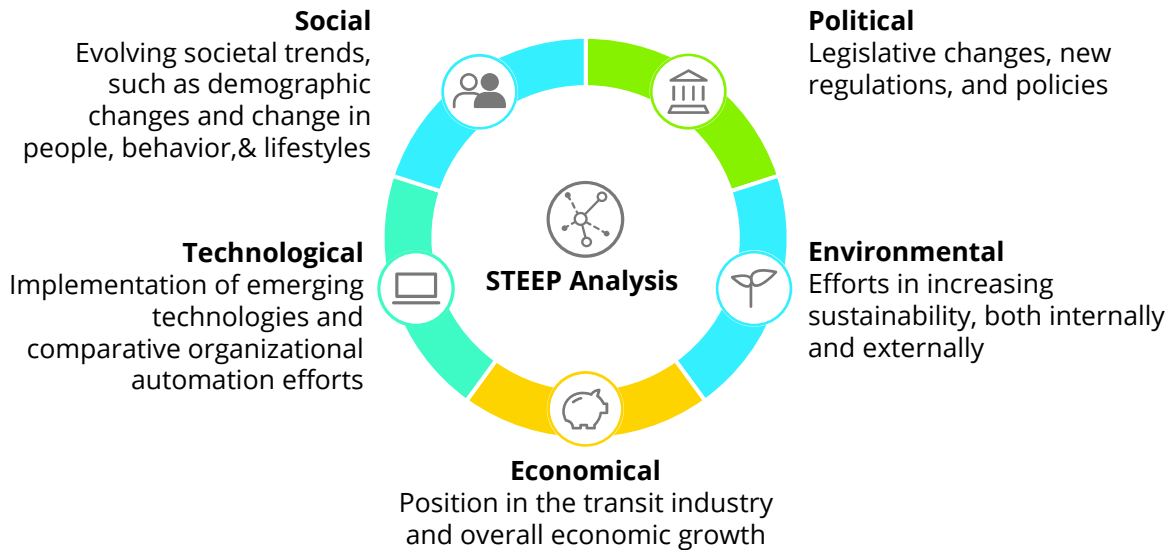 Social
Evolving societal trends,
such as demographic
changes and change in
people, behavior,& lifestyles
Political
Legislative changes, new
regulations, and policies
Technological
Implementation of emerging
technologies and
comparative organizational
automation efforts
STEEP Analysis
Environmental
Efforts in increasing
sustainability, both internally
and externally
Economical
Position in the transit industry
and overall economic growth